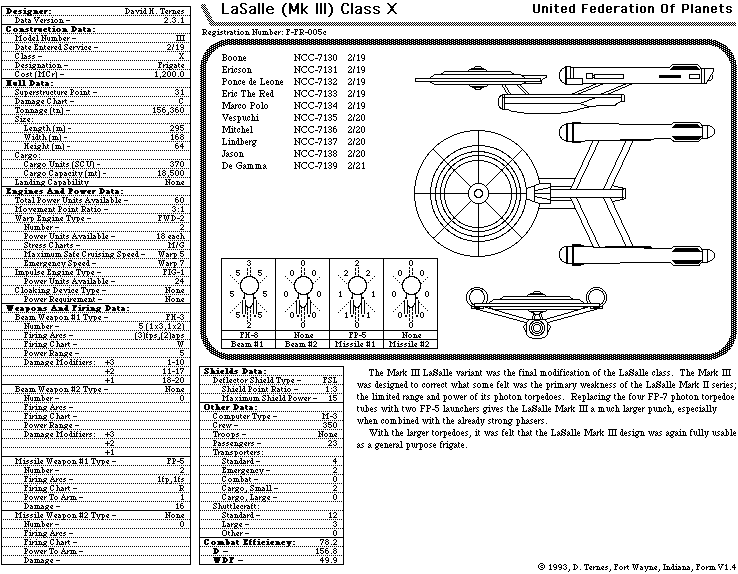 Designer: David H. Ternes
Data Version – 2.3.1
Construction Data:
Model Number – III
Date Entered Service – 2/19
Class – X
Designation – Frigate
Cost (MCr) – 1,200.0
Hull Data:
Superstructure Point – 31
Damage Chart – C
Tonnage (tn) – 156,360
Size:
Length (m) – 295
Width (m) – 168
Height (m) – 64
Cargo:
Cargo Units (SCU) – 370
Cargo Capacity (mt) – 18,500
Landing Capability None
Engines And Power Data:
Total Power Units Available – 60
Movement Point Ratio – 3:1
Warp Engine Type – FWD-2
Number – 2
Power Units Available – 18 each
Stress Charts – M/G
Maximum Safe Cruising Speed – Warp 5
Emergency Speed – Warp 7
Impulse Engine Type – FIG-1
Power Units Available – 24
Cloaking Device Type – None
Power Requirement – None
Weapons And Firing Data:
Beam Weapon #1 Type – FH-3
Number – 5 (1x3,1x2)
Firing Arcs – (3)fps,(2)aps
Firing Chart – W
Power Range – 5
Damage Modifiers: +3 1-10
+2 11-17
+1 18-20
Beam Weapon #2 Type – None
Number – 0
Firing Arcs –
Firing Chart –
Power Range –
Damage Modifiers: +3
+2
+1
Missile Weapon #1 Type – FP-5
Number – 2
Firing Arcs – 1fp,1fs
Firing Chart – R
Power To Arm – 1
Damage – 16
Missile Weapon #2 Type – None
Number – 0
Firing Arcs –
Firing Chart –
Power To Arm –
Damage –
LaSalle (Mk III) Class X United Federation Of Planets
Registration Number: F-FR-005c
Boone NCC-7130 2/19
Ericson NCC-7131 2/19
Ponce de Leone NCC-7132 2/19
Eric The Red NCC-7133 2/19
Marco Polo NCC-7134 2/19
Vespuchi NCC-7135 2/20
Mitchel NCC-7136 2/20
Lindberg NCC-7137 2/20
Jason NCC-7138 2/20
De Gamma NCC-7139 2/21
3 0 2 0
5 5 0 0 2 2 0 0
5 5 0 0 1 1 0 0
2 0 0 0
FH-3 None FP-5 None
Beam #1 Beam #2 Missile #1 Missile #2
Shields Data:
Deflector Shield Type – FSL
Shield Point Ratio – 1:3
Maximum Shield Power – 15
Other Data:
Computer Type – M-3
Crew – 350
Troops – None
Passengers – 23
Transporters:
Standard – 4
Emergency – 2
Combat – 0
Cargo, Small – 2
Cargo, Large – 0
Shuttlecraft:
Standard – 12
Large – 3
Other – 0
Combat Efficiency: 78.2
D – 156.8
WDF – 49.9
The Mark III LaSalle variant was the final modification of the LaSalle class. The Mark III
was designed to correct what some felt was the primary weakness of the LaSalle Mark II series;
the limited range and power of its photon torpedoes. Replacing the four FP-7 photon torpedoe
tubes with two FP-5 launchers gives the LaSalle Mark III a much larger punch, especially
when combined with the already strong phasers.
With the larger torpedoes, it was felt that the LaSalle Mark III design was again fully usable
as a general purpose frigate.
© 1993, D. Ternes, Fort Wayne, Indiana, Form V1.4